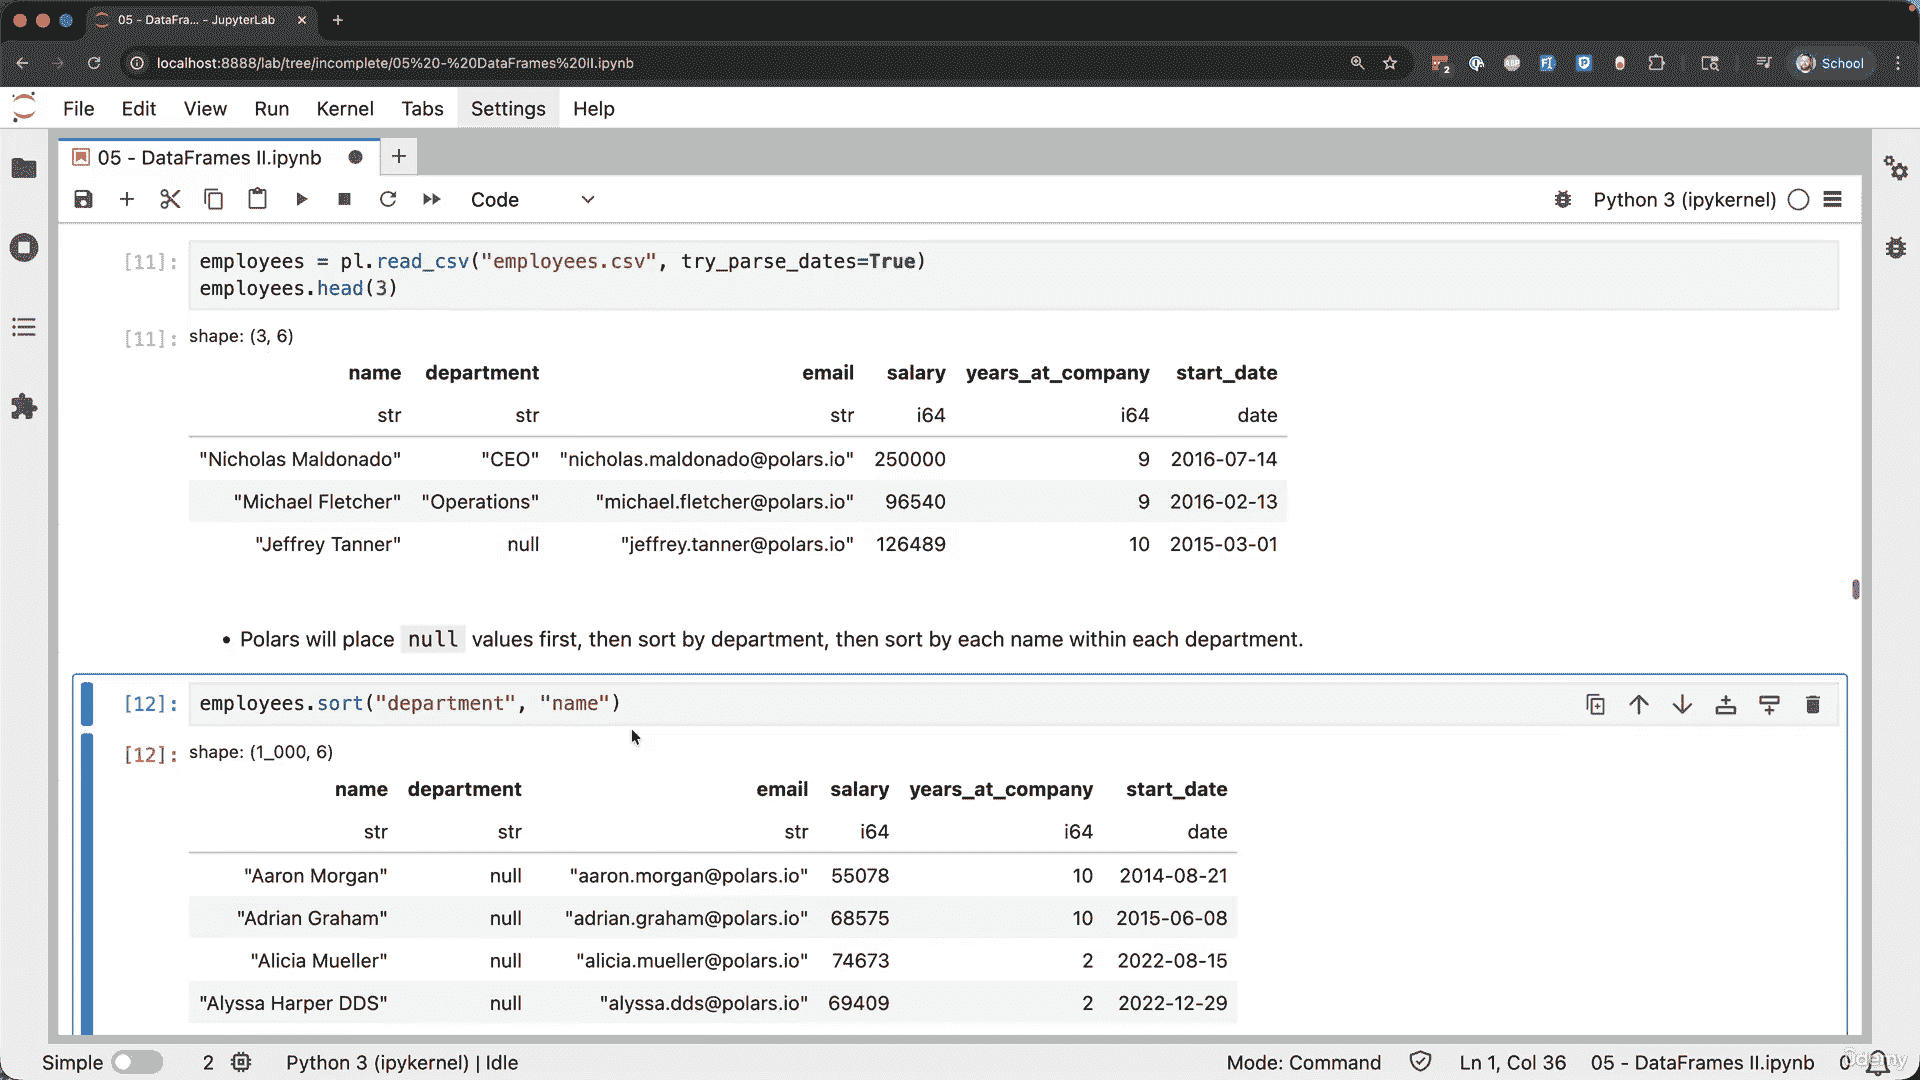 05 - DataFra... - JupyterLab
localhost:8888/lab/tree/incomplete/05%20-%20DataFrames%20II.ipynb
2
School
File Edit View Run Kernel Tabs Settings Help
05 - DataFrames II.ipynb
Code
Python 3 (ipykernel)
[11]: employees = pl.read_csv("employees.csv", try_parse_dates=True)
employees.head(3)
[11]: shape: (3, 6)
name department email salary years_at_company start_date
str str str i64 i64 date
"Nicholas Maldonado" "CEO" "nicholas.maldonado@polars.io" 250000 9 2016-07-14
"Michael Fletcher" "Operations" "michael.fletcher@polars.io" 96540 9 2016-02-13
"Jeffrey Tanner" null "jeffrey.tanner@polars.io" 126489 10 2015-03-01
• Polars will place null values first, then sort by department, then sort by each name within each department.
[12]: employees.sort("department", "name")
[12]: shape: (1_000, 6)
name department email salary years_at_company start_date
str str str i64 i64 date
"Aaron Morgan" null "aaron.morgan@polars.io" 55078 10 2014-08-21
"Adrian Graham" null "adrian.graham@polars.io" 68575 10 2015-06-08
"Alicia Mueller" null "alicia.mueller@polars.io" 74673 2 2022-08-15
"Alyssa Harper DDS" null "alyssa.dds@polars.io" 69409 2 2022-12-29
Simple 2 Python 3 (ipykernel) | Idle Mode: Command Ln 1, Col 36 05 - DataFrames II.ipynb 0
udemy